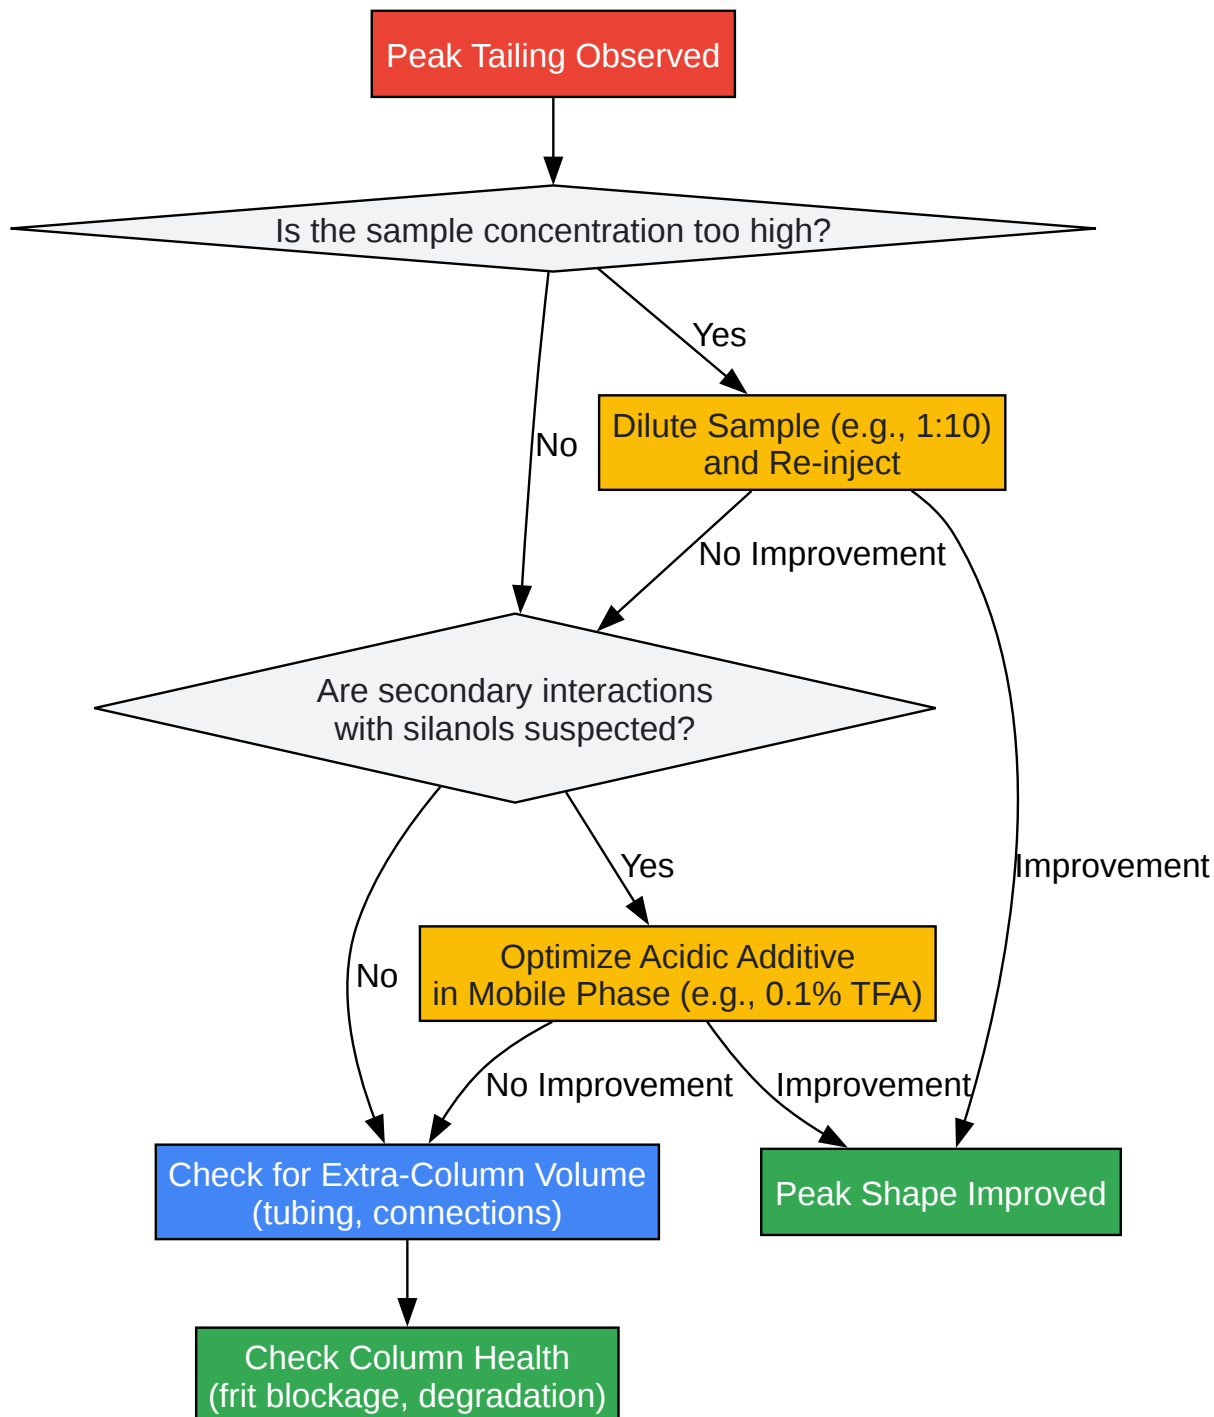 Peak Tailing Observed
Is the sample concentration too high?
Yes
Dilute Sample (e.g., 1:10)
and Re-inject
No
No Improvement
Are secondary interactions
with silanols suspected?
Yes
Improvement
Optimize Acidic Additive
in Mobile Phase (e.g., 0.1% TFA)
No
No Improvement
Improvement
Check for Extra-Column Volume
(tubing, connections)
Peak Shape Improved
Check Column Health
(frit blockage, degradation)